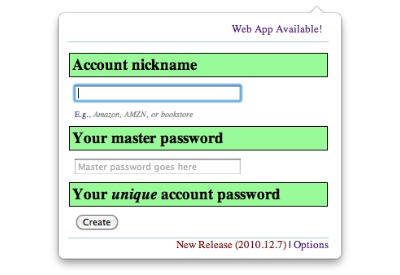 Web App Available!
Account nickname
E.g., Amazon, AMZN, or bookstore
Your master password
Master password goes here
Your unique account password
Create
New Release (2010.12.7) | Options